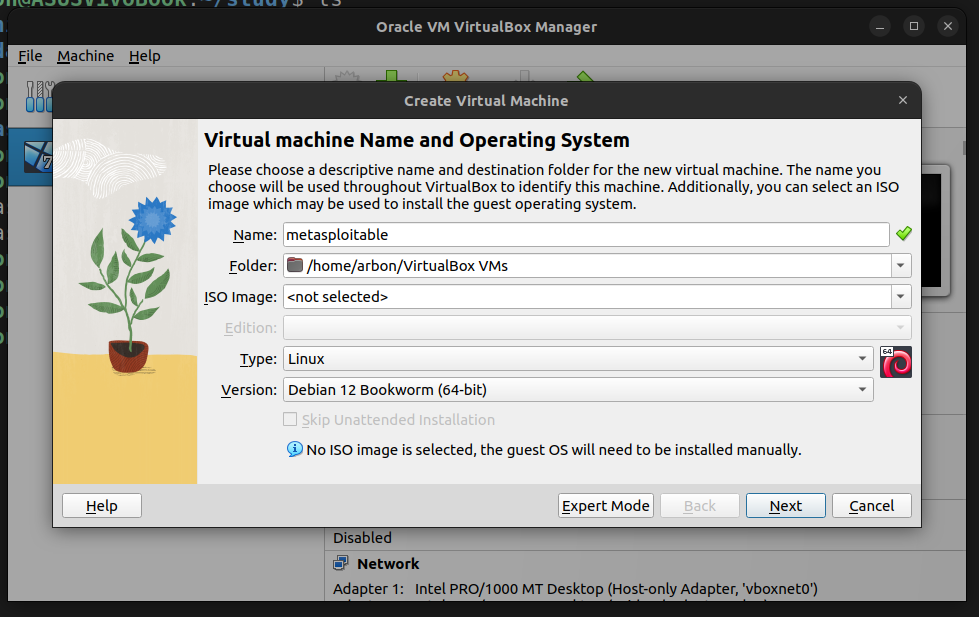 Oracle VM VirtualBox Manager
File Machine Help
Create Virtual Machine
Virtual machine Name and Operating System
Please choose a descriptive name and destination folder for the new virtual machine. The name you
choose will be used throughout VirtualBox to identify this machine. Additionally, you can select an ISO
image which may be used to install the guest operating system.
Name: metasploitable
Folder: /home/arbon/VirtualBox VMs
ISO Image: <not selected>
Edition:
Type: Linux
64
Version: Debian 12 Bookworm (64-bit)
Skip Unattended Installation
No ISO image is selected, the guest OS will need to be installed manually.
Help Expert Mode Back Next Cancel
Disabled
Network
Adapter 1: Intel PRO/1000 MT Desktop (Host-only Adapter, 'vboxnet0')